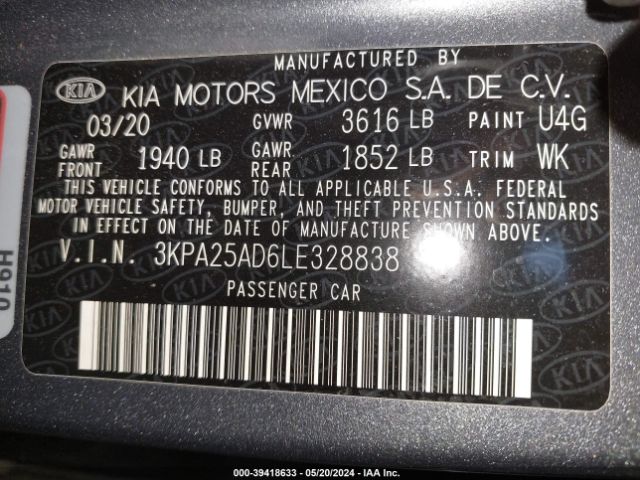 MANUFACTURED BY
KIA KIA MOTORS MEXICO S.A. DE C.V.
03/20 GVWR 3616 LB PAINT U4G
GAWR FRONT 1940 LB GAWR REAR 1852 LB TRIM WK
THIS VEHICLE CONFORMS TO ALL APPLICABLE U.S.A. FEDERAL
MOTOR VEHICLE SAFETY, BUMPER, AND THEFT PREVENTION STANDARDS
IN EFFECT ON THE DATE OF MANUFACTURE SHOWN ABOVE.
V.I.N. 3KPA25AD6LE328838
PASSENGER CAR
H910
000-39418633 - 05/20/2024 - IAA Inc.